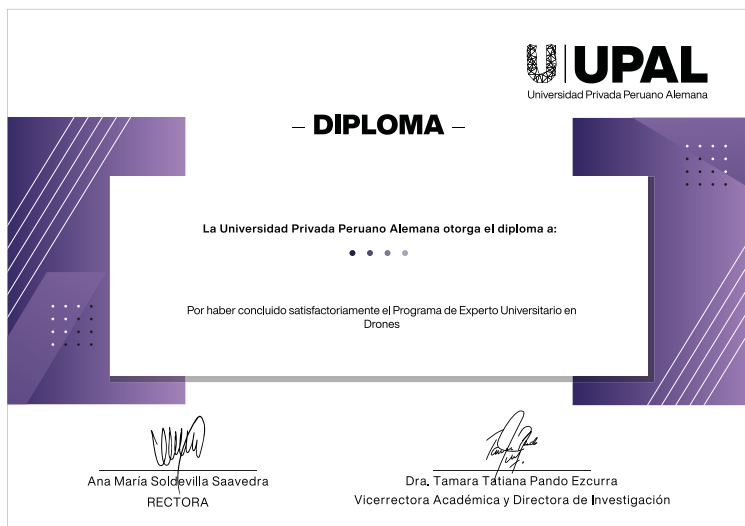 UPAL
Universidad Privada Peruano Alemana
– DIPLOMA –
La Universidad Privada Peruano Alemana otorga el diploma a:
Por haber concluido satisfactoriamente el Programa de Experto Universitario en
Drones
Ana María Soldevilla Saavedra
RECTORA
Dra. Tamara Tatiana Pando Ezcurra
Vicerrectora Académica y Directora de Investigación